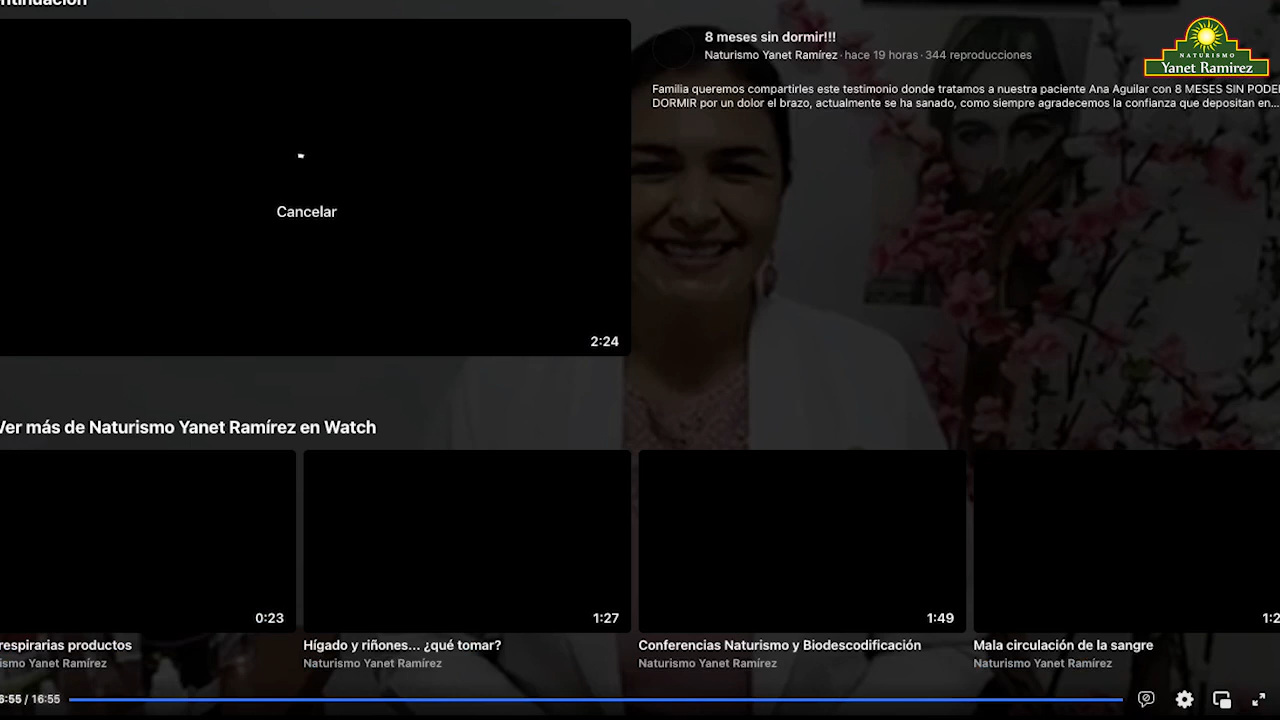 8 meses sin dormir!!!
Naturismo Yanet Ramírez · hace 19 horas · 344 reproducciones
NATURISMO
Yanet Ramírez
Familia queremos compartirles este testimonio donde tratamos a nuestra paciente Ana Aguilar con 8 MESES SIN
DORMIR por un dolor el brazo, actualmente se ha sanado, como siempre agradecemos la confianza que depositan en...
Cancelar
2:24
Ver más de Naturismo Yanet Ramírez en Watch
0:23
1:27
1:49
respirarias productos
Hígado y riñones... ¿qué tomar?
Conferencias Naturismo y Biodescodificación
Mala circulación de la sangre
Naturismo Yanet Ramírez
Naturismo Yanet Ramírez
Naturismo Yanet Ramírez
6:55 / 16:55